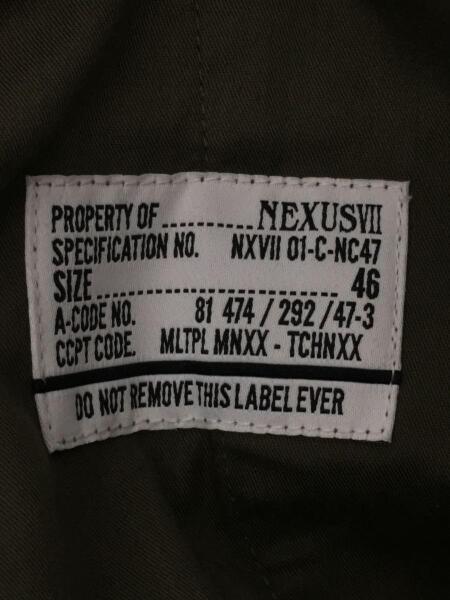 PROPERTY OF............... NEXUSVII
SPECIFICATION NO. NXVII 01-C-NC47
SIZE.............................. 46
A-CODE NO. 81 474 / 292 / 47-3
CCPT CODE. MLTPL MNXX - TCHNXX
DO NOT REMOVE THIS LABEL EVER